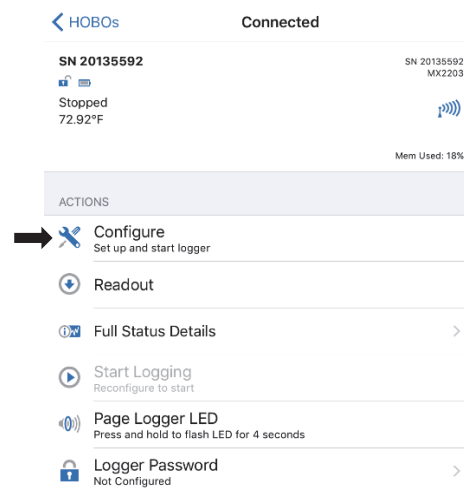 HOBOs
Connected
SN 20135592
SN 20135592
MX2203
Stopped
72.92°F
Mem Used: 18%
ACTIONS
Configure
Set up and start logger
Readout
Full Status Details
Start Logging
Reconfigure to start
Page Logger LED
Press and hold to flash LED for 4 seconds
Logger Password
Not Configured